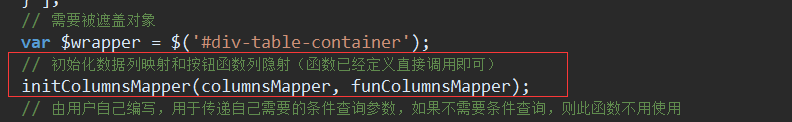 } ];
// 需要被遮盖对象
var $wrapper = $('#div-table-container');
// 初始化数据列映射和按钮函数列隐射（函数已经定义直接调用即可）
initColumnsMapper(columnsMapper, funColumnsMapper);
// 由用户自己编写，用于传递自己需要的条件查询参数，如果不需要条件查询，则此函数不用使用